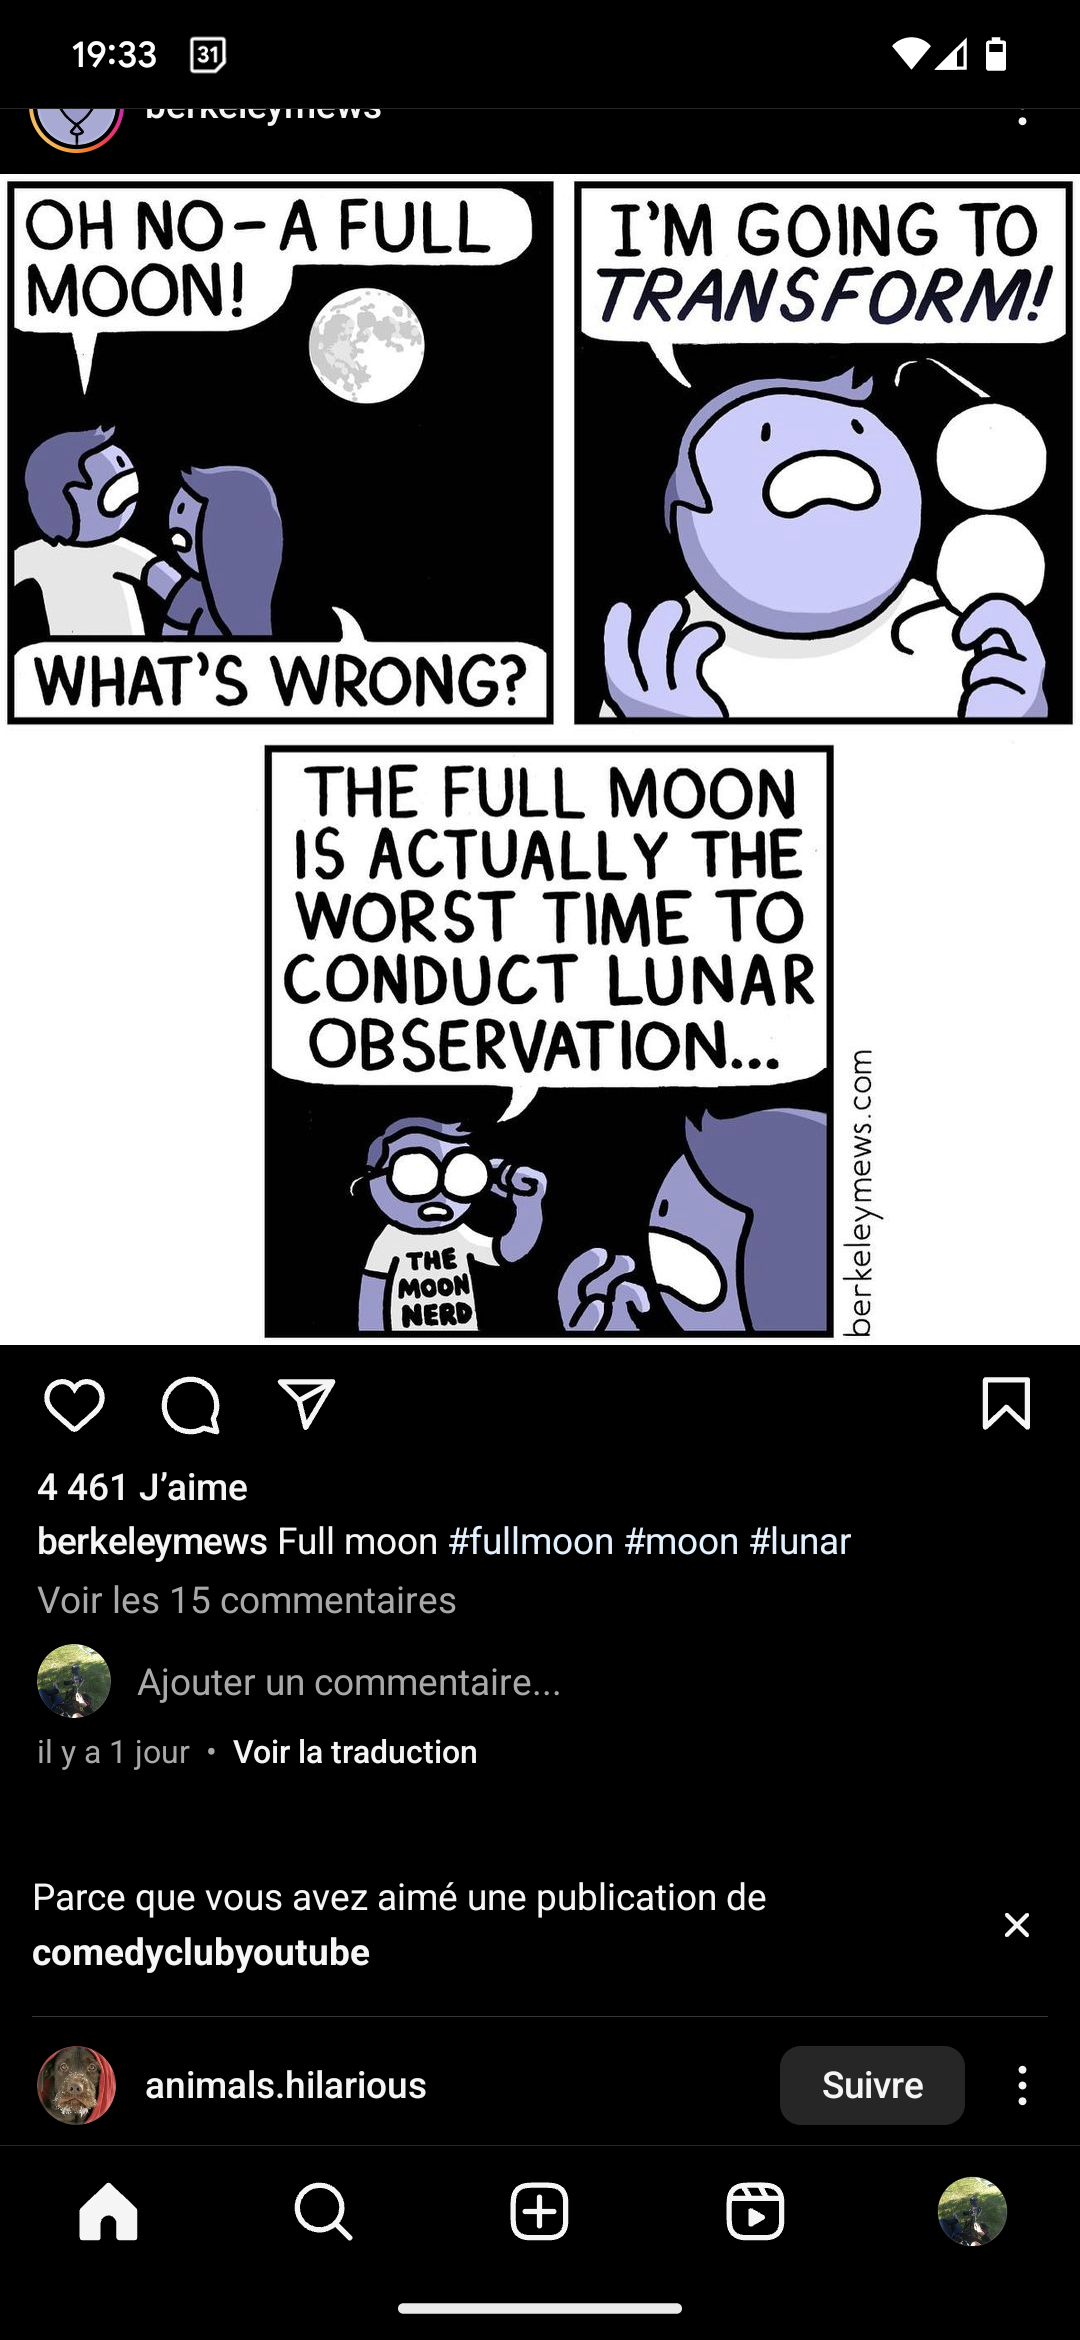 19:33
31
berkeleymews
OH NO-A FULL
MOON!
WHAT'S WRONG?
I'M GOING TO
TRANSFORM!
THE FULL MOON
IS ACTUALLY THE
WORST TIME TO
CONDUCT LUNAR
OBSERVATION...
THE
MOON
NERD
berkeleymews.com
4 461 J’aime
berkeleymews Full moon #fullmoon #moon #lunar
Voir les 15 commentaires
Ajouter un commentaire...
il y a 1 jour • Voir la traduction
Parce que vous avez aimé une publication de
comedyclubyoutube
animals.hilarious
Suivre